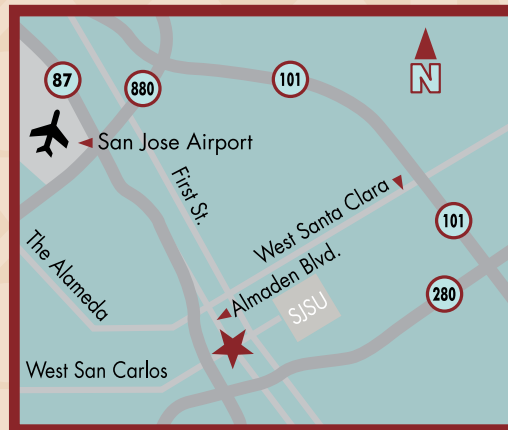 87
880
101
N
San Jose Airport
First St.
West Santa Clara
101
The Alameda
Almaden Blvd.
280
SJSU
West San Carlos